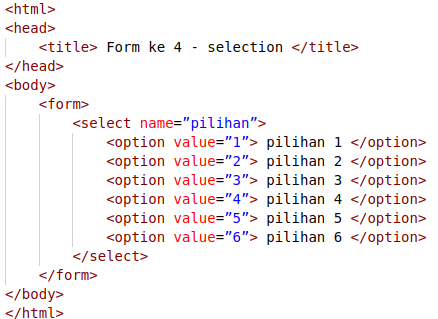 <html>
<head>
<title> Form ke 4 - selection </title>
</head>
<body>
<form>
<select name=”pilihan”>
<option value=”1”> pilihan 1 </option>
<option value=”2”> pilihan 2 </option>
<option value=”3”> pilihan 3 </option>
<option value=”4”> pilihan 4 </option>
<option value=”5”> pilihan 5 </option>
<option value=”6”> pilihan 6 </option>
</select>
</form>
</body>
</html>